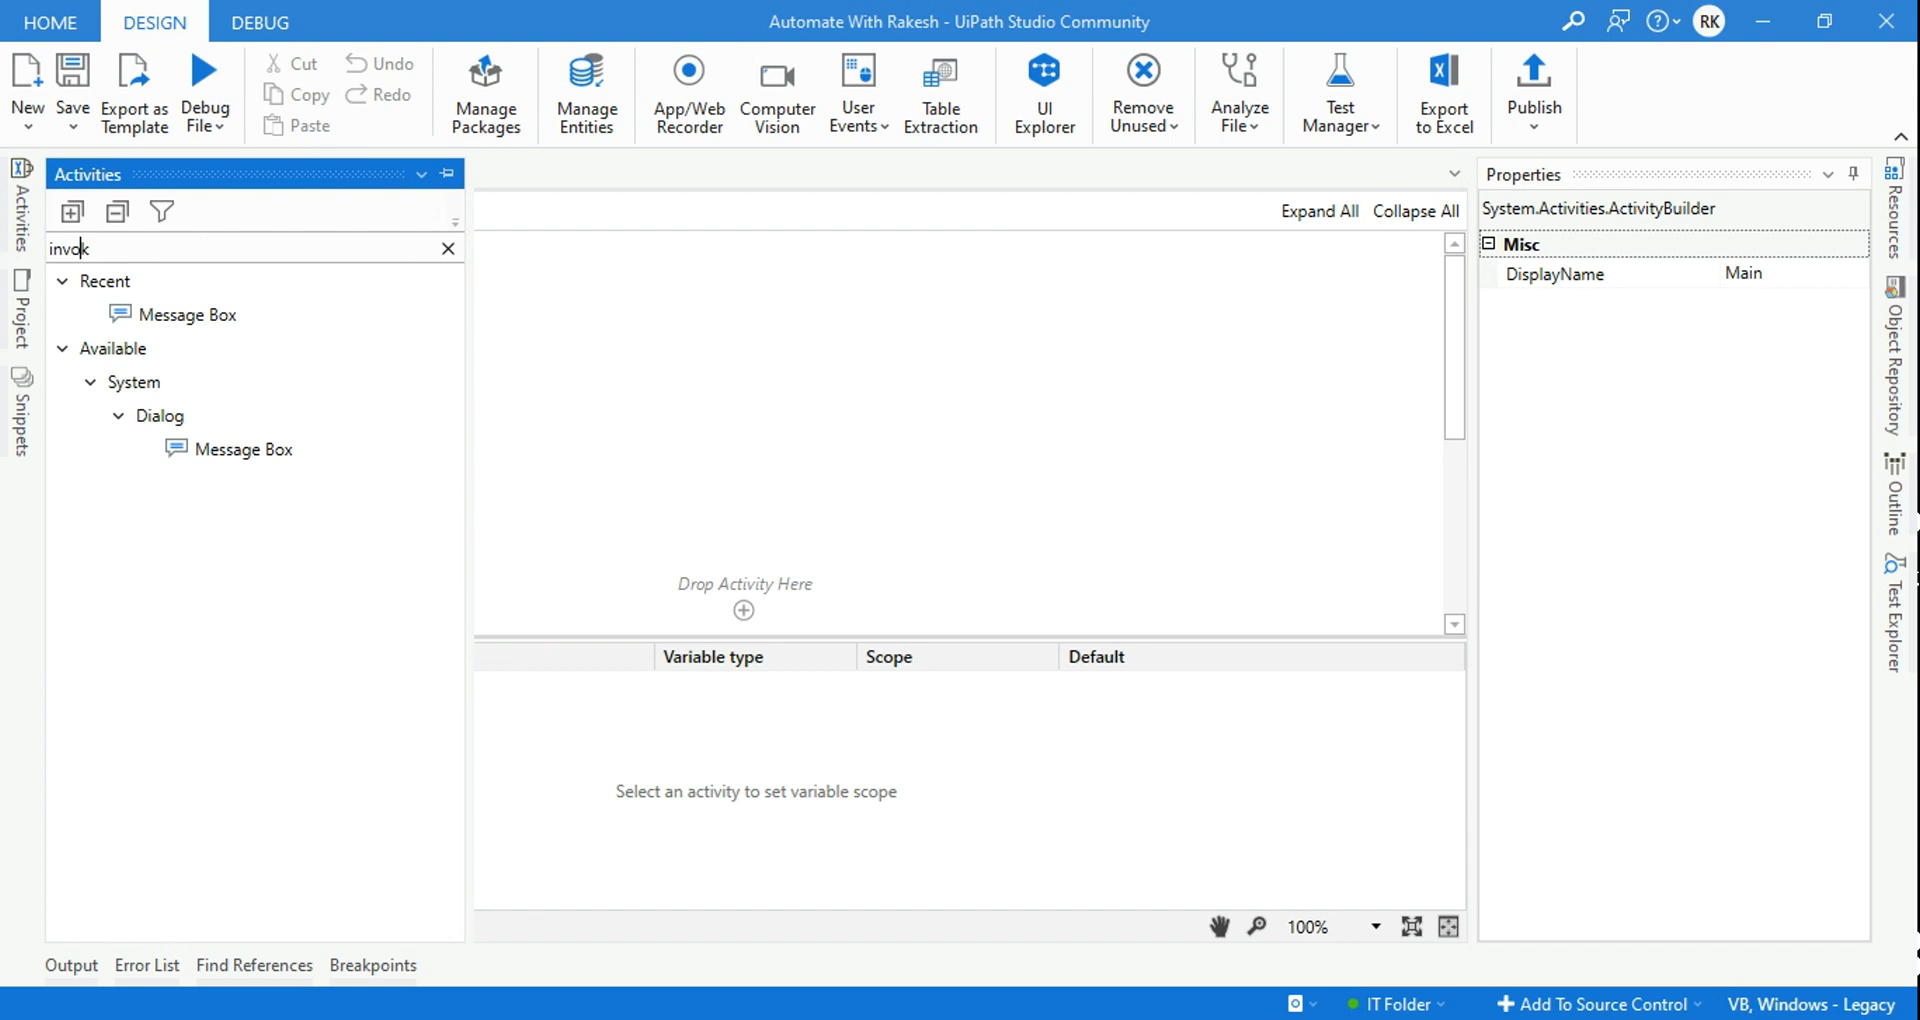 HOME DESIGN DEBUG Automate With Rakesh - UiPath Studio Community RK
New Save Export as Template Debug File
Cut Undo
Copy Redo
Paste
Manage Packages
Manage Entities
App/Web Recorder
Computer Vision
User Events
Table Extraction
UI Explorer
Remove Unused
Analyze File
Test Manager
Export to Excel
Publish
Activities
Project
Snippets
Activities
invok
Recent
Message Box
Available
System
Dialog
Message Box
Expand All Collapse All
Drop Activity Here
Variable type Scope Default
Select an activity to set variable scope
100%
Properties
System.Activities.ActivityBuilder
Misc
DisplayName Main
Resources
Object Repository
Outline
Test Explorer
Output Error List Find References Breakpoints
IT Folder Add To Source Control VB, Windows - Legacy